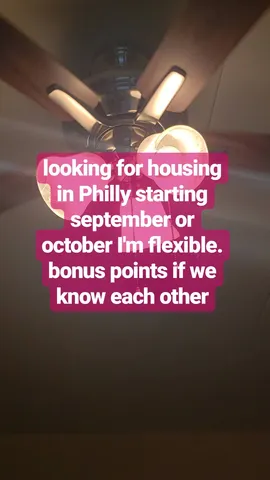 looking for housing
in Philly starting
september or
october I'm flexible.
bonus points if we
know each other